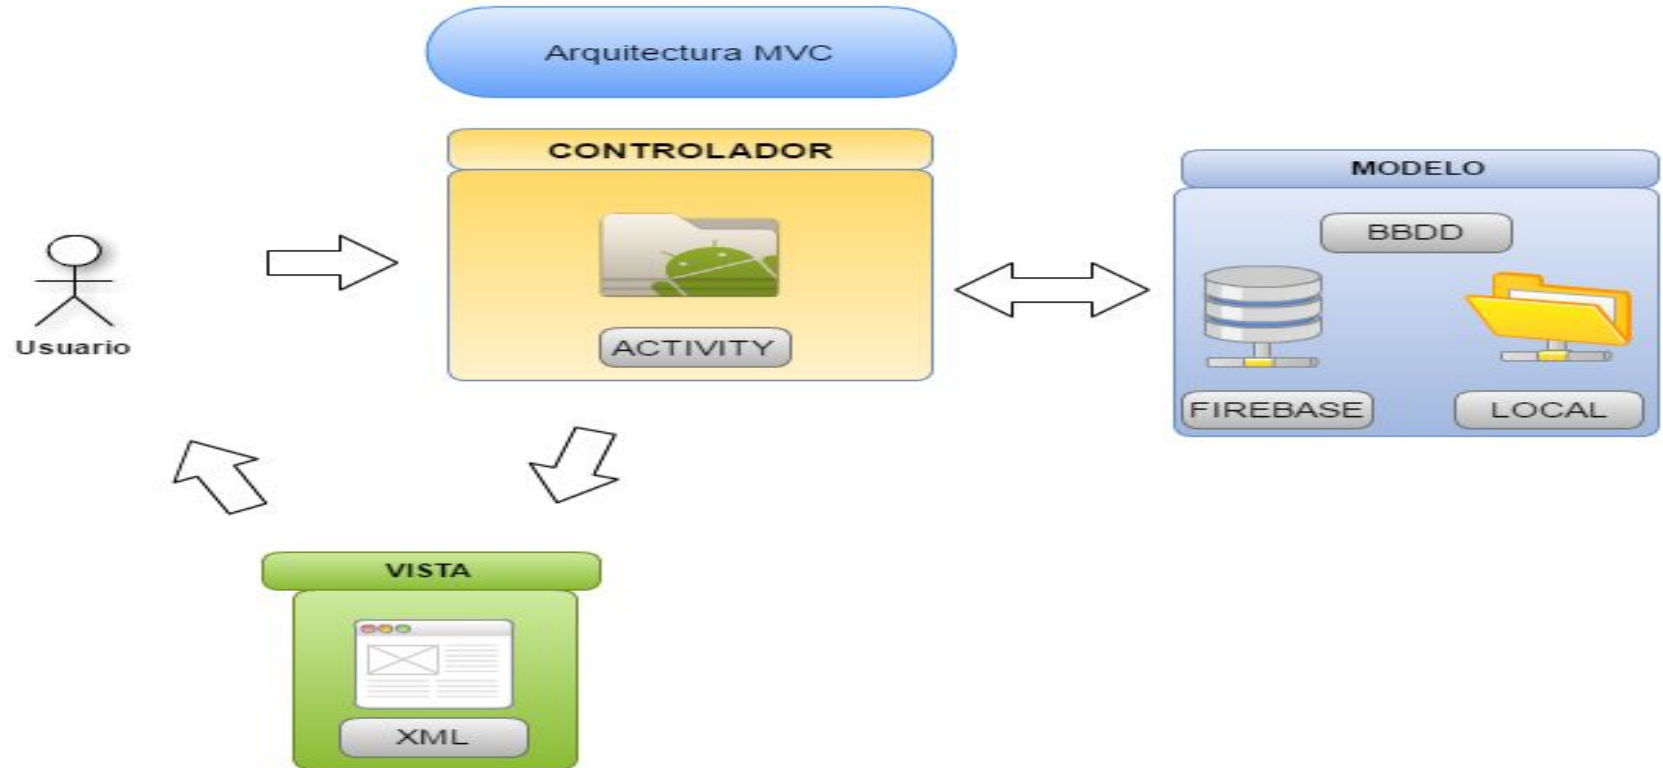 Arquitectura MVC
CONTROLADOR
MODELO
BBDD
Usuario
ACTIVITY
FIREBASE
LOCAL
VISTA
XML